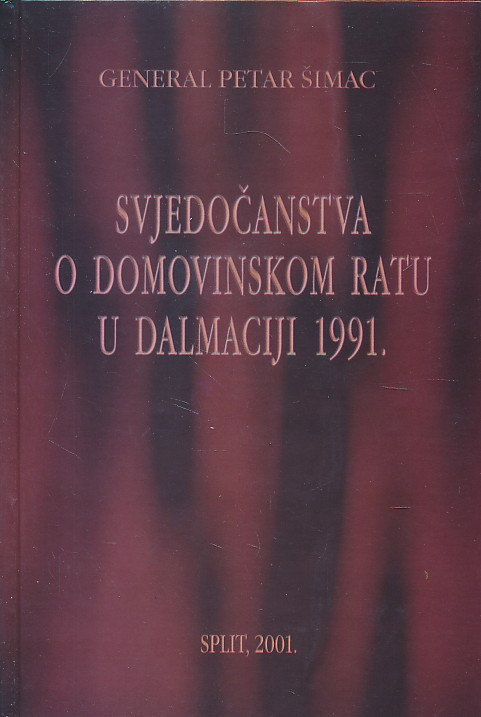 GENERAL PETAR ŠIMAC
SVJEDOČANSTVA
O DOMOVINSKOM RATU
U DALMACIJI 1991.
SPLIT, 2001.